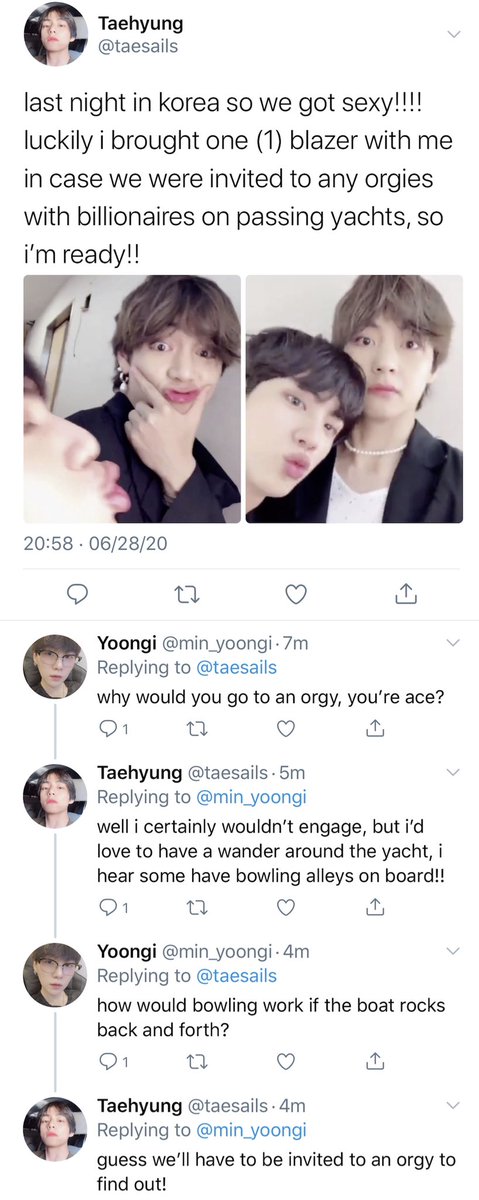 Taehyung
@taesails
last night in korea so we got sexy!!!!
luckily i brought one (1) blazer with me
in case we were invited to any orgies
with billionaires on passing yachts, so
i’m ready!!
20:58 · 06/28/20
Yoongi @min_yoongi · 7m
Replying to @taesails
why would you go to an orgy, you’re ace?
1
Taehyung @taesails · 5m
Replying to @min_yoongi
well i certainly wouldn’t engage, but i’d
love to have a wander around the yacht, i
hear some have bowling alleys on board!!
1
Yoongi @min_yoongi · 4m
Replying to @taesails
how would bowling work if the boat rocks
back and forth?
1
Taehyung @taesails · 4m
Replying to @min_yoongi
guess we’ll have to be invited to an orgy to
find out!